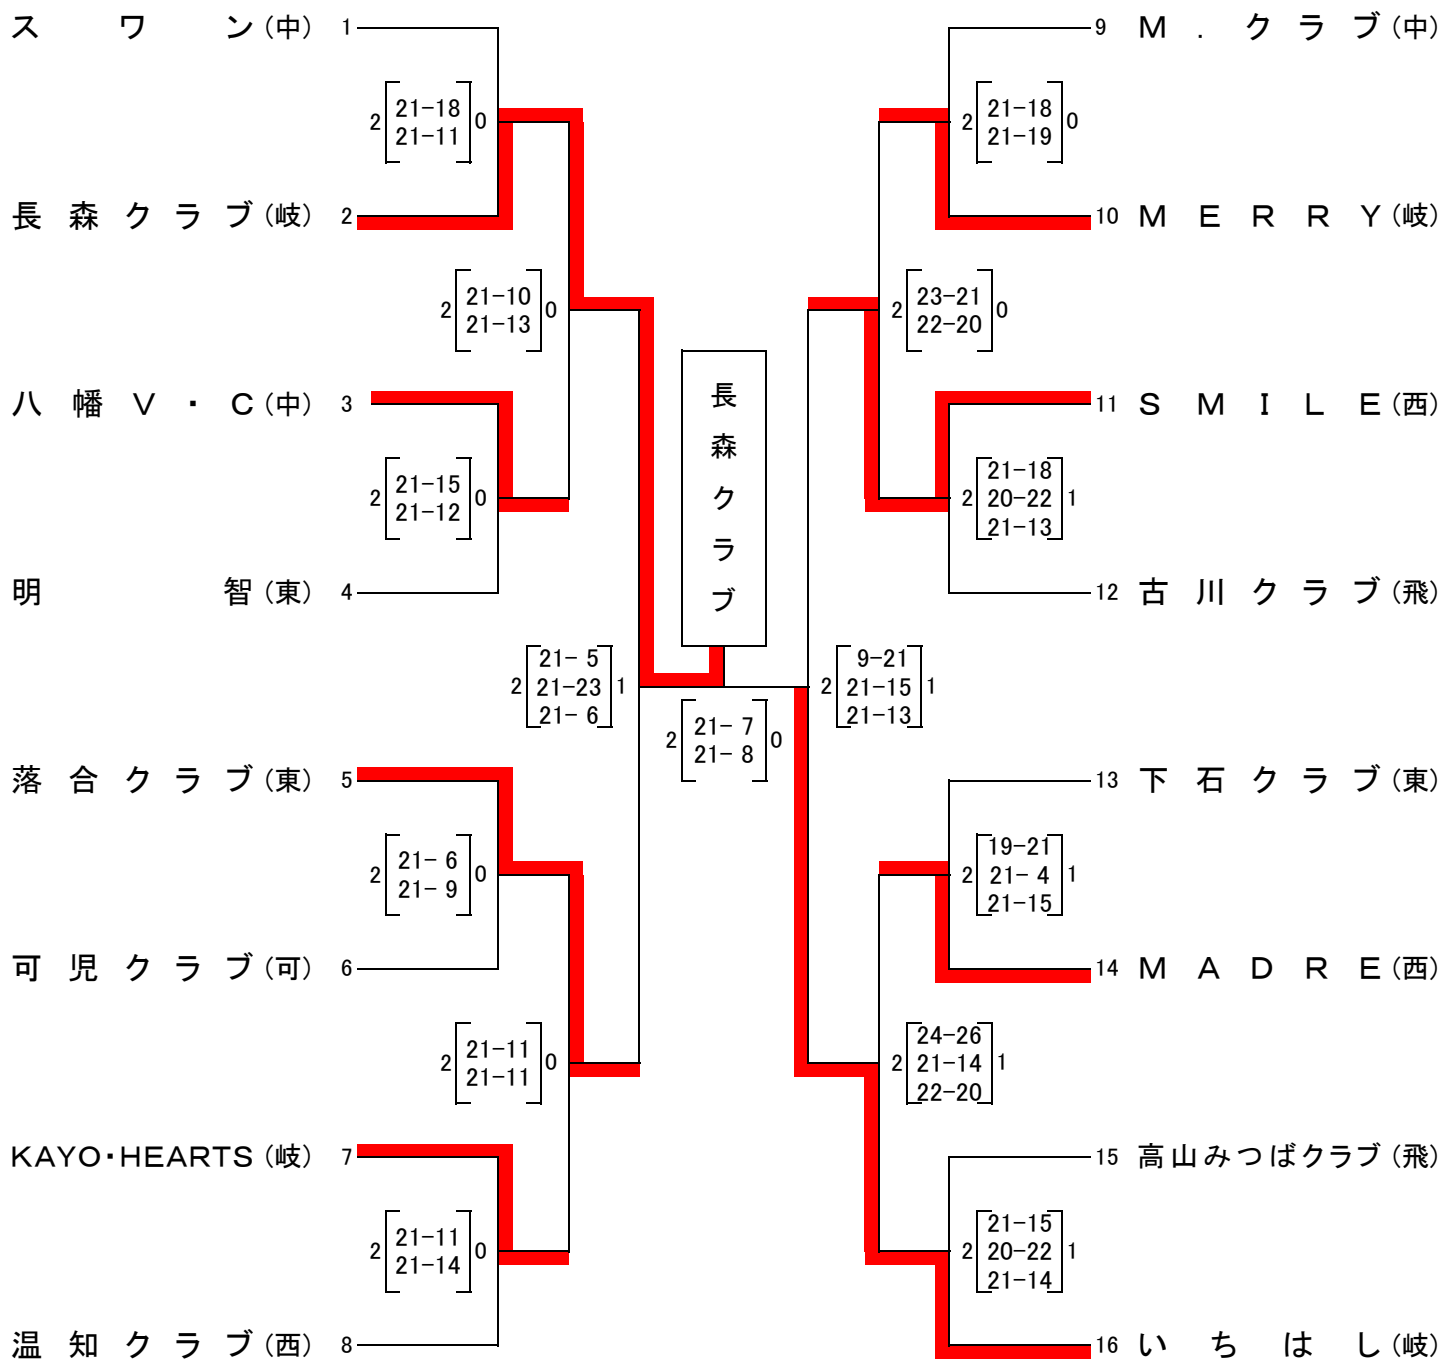 スワン(中) 1
2 21-18 0
21-11
長森クラブ(岐) 2
2 21-10 0
21-13
八幡V・C(中) 3
2 21-15 0
21-12
明智(東) 4
2 21- 5 1
21-23
21- 6
落合クラブ(東) 5
2 21- 6 0
21- 9
可児クラブ(可) 6
2 21-11 0
21-11
KAYO・HEARTS(岐) 7
2 21-11 0
21-14
温知クラブ(西) 8
長森クラブ
2 21- 7 0
21- 8
9 M.クラブ(中)
2 21-18 0
21-19
10 MERRY(岐)
2 23-21 0
22-20
11 SMILE(西)
2 21-18 1
20-22
21-13
12 古川クラブ(飛)
2 9-21 1
21-15
21-13
13 下石クラブ(東)
2 19-21 1
21- 4
21-15
14 MADRE(西)
2 24-26 1
21-14
22-20
15 高山みつばクラブ(飛)
2 21-15 1
20-22
21-14
16 いちはし(岐)